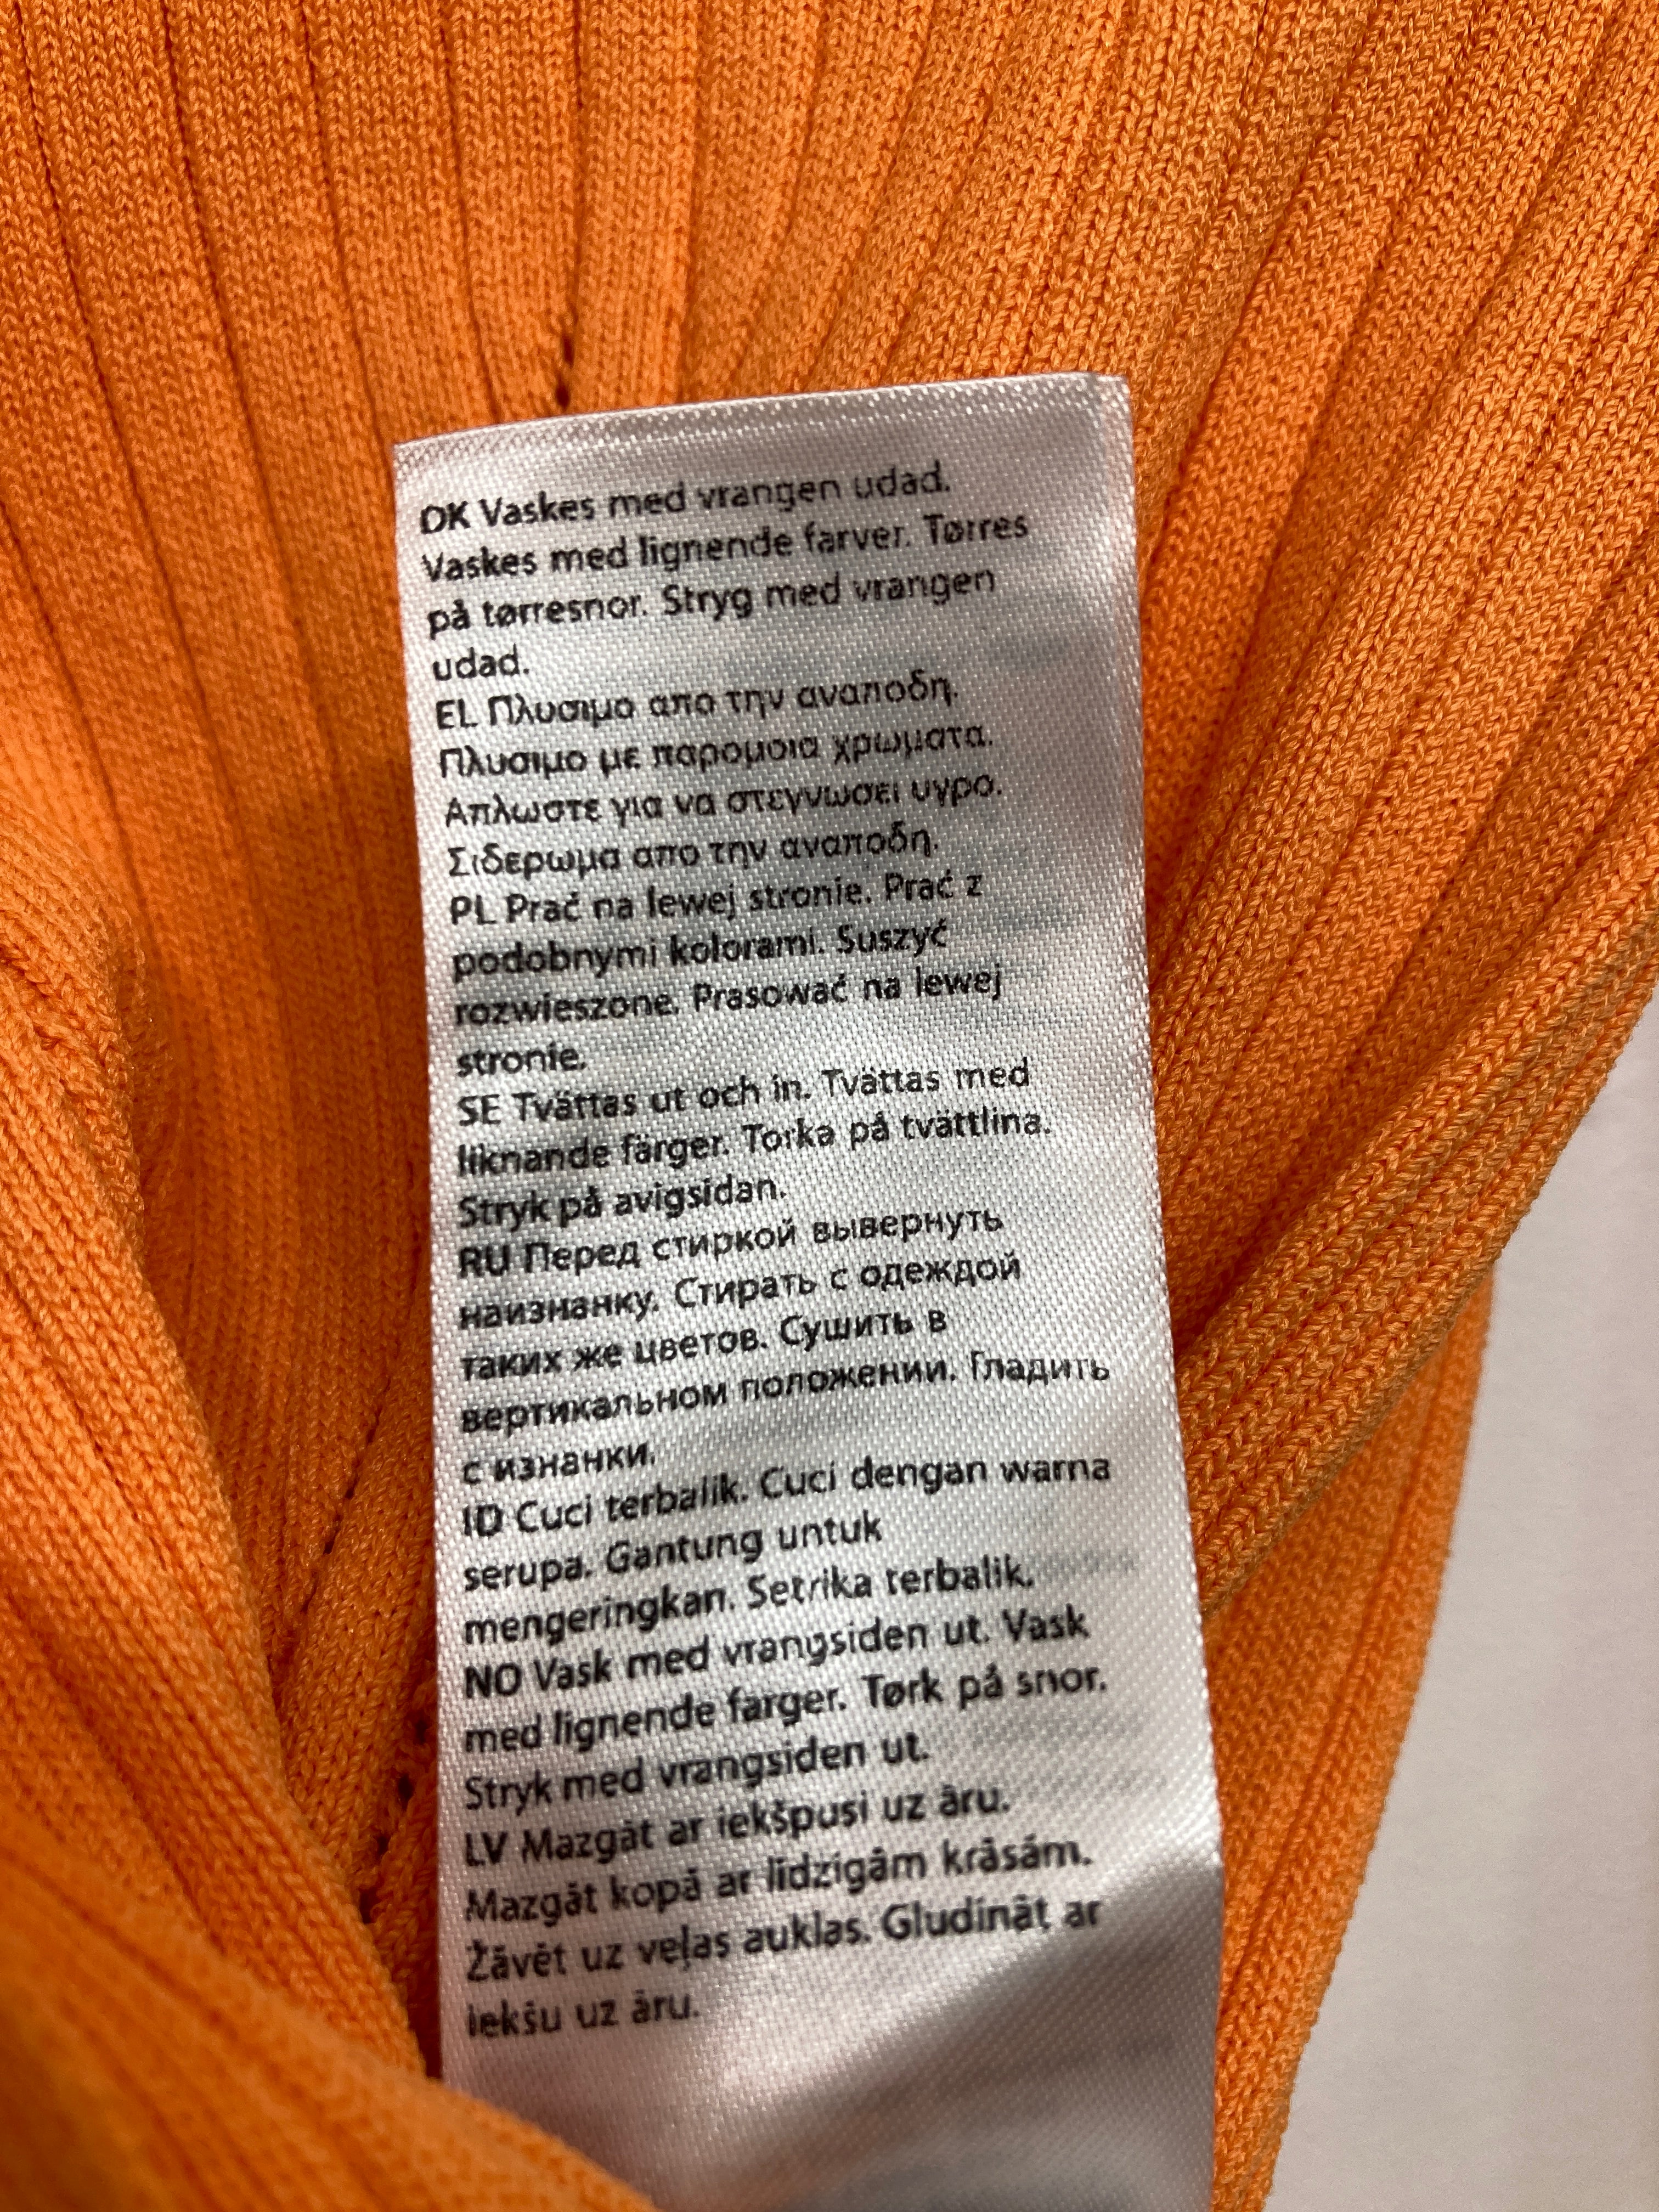 DK Vaskes med vrangen udad.
Vaskes med lignende farver. Tørres
på tørresnor. Stryg med vrangen
udad.
EL Πλυσιμο απο την αναποδη.
Πλυσιμο με παρομοια χρωματα.
Απλωστε για να στεγνωσει υγρο.
Σιδερωμα απο την αναποδη.
PL Prać na lewej stronie. Prać z
podobnymi kolorami. Suszyć
rozwieszone. Prasować na lewej
stronie.
SE Tvättas ut och in. Tvättas med
liknande färger. Torka på tvättlina.
Stryk på avigsidan.
RU Перед стиркой вывернуть
наизнанку. Стирать с одеждой
таких же цветов. Сушить в
вертикальном положении. Гладить
с изнанки.
ID Cuci terbalik. Cuci dengan warna
serupa. Gantung untuk
mengeringkan. Setrika terbalik.
NO Vask med vrangsiden ut. Vask
med lignende farger. Tørk på snor.
Stryk med vrangsiden ut.
LV Mazgāt ar iekšpusi uz āru.
Mazgāt kopā ar līdzīgām krāsām.
Žāvēt uz veļas auklas. Gludināt ar
iekšu uz āru.